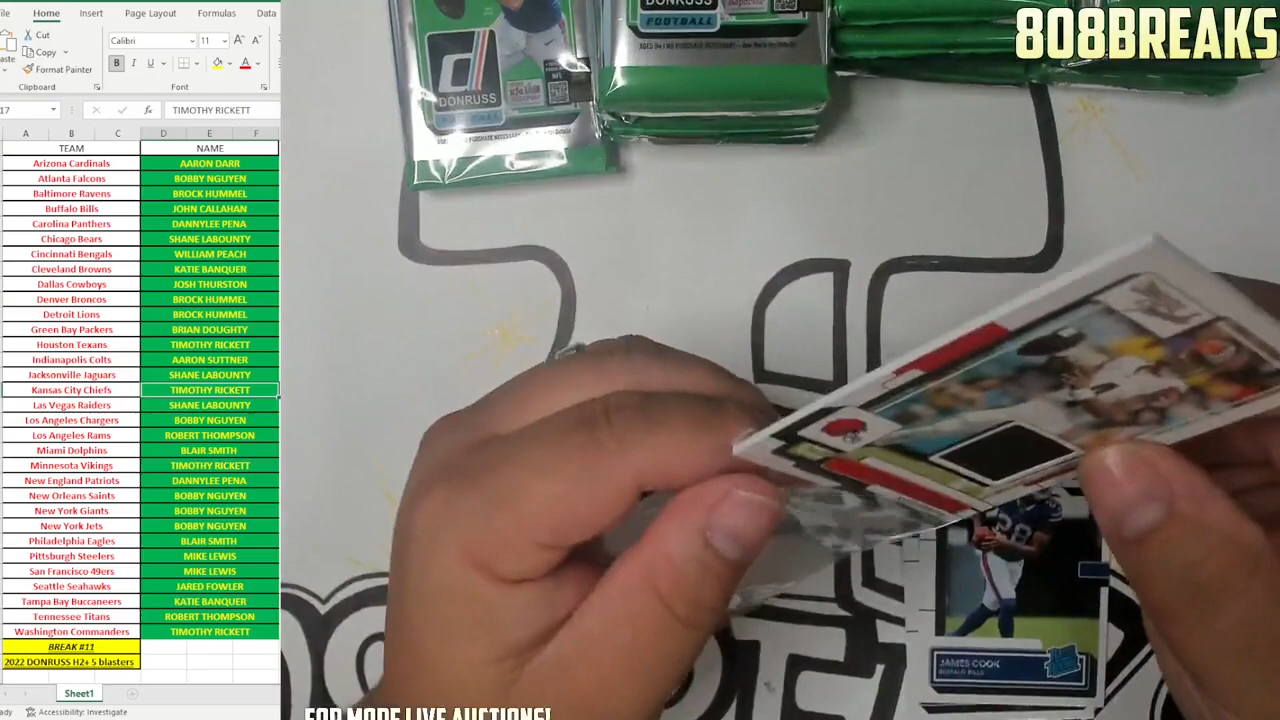 File
Home
Insert
Page Layout
Formulas
Data
Cut
Copy
Format Painter
Clipboard
Calibri
11
B I U
Font
17
fx
TIMOTHY RICKETT
A B C D E F
TEAM NAME
Arizona Cardinals AARON DARR
Atlanta Falcons BOBBY NGUYEN
Baltimore Ravens BROCK HUMMEL
Buffalo Bills JOHN CALLAHAN
Carolina Panthers DANNYLEE PENA
Chicago Bears SHANE LABOUNTY
Cincinnati Bengals WILLIAM PEACH
Cleveland Browns KATIE BANQUER
Dallas Cowboys JOSH THURSTON
Denver Broncos BROCK HUMMEL
Detroit Lions BROCK HUMMEL
Green Bay Packers BRIAN DOUGHTY
Houston Texans TIMOTHY RICKETT
Indianapolis Colts AARON SUTTNER
Jacksonville Jaguars SHANE LABOUNTY
Kansas City Chiefs TIMOTHY RICKETT
Las Vegas Raiders SHANE LABOUNTY
Los Angeles Chargers BOBBY NGUYEN
Los Angeles Rams ROBERT THOMPSON
Miami Dolphins BLAIR SMITH
Minnesota Vikings TIMOTHY RICKETT
New England Patriots DANNYLEE PENA
New Orleans Saints BOBBY NGUYEN
New York Giants BOBBY NGUYEN
New York Jets BOBBY NGUYEN
Philadelphia Eagles BLAIR SMITH
Pittsburgh Steelers MIKE LEWIS
San Francisco 49ers MIKE LEWIS
Seattle Seahawks JARED FOWLER
Tampa Bay Buccaneers KATIE BANQUER
Tennessee Titans ROBERT THOMPSON
Washington Commanders TIMOTHY RICKETT
BREAK #11
2022 DONRUSS H2+ 5 blasters
Sheet1
Accessibility: Investigate
808BREAKS
DONRUSS
FOOTBALL
DONRUSS
FOOTBALL
NFL
28
JAMES COOK
BUFFALO BILLS
FOR MORE LIVE AUCTIONS!